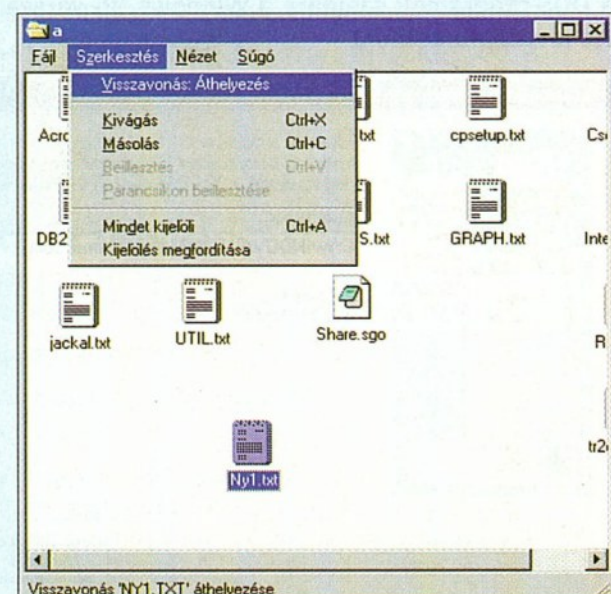 a
Fájl Szerkesztés Nézet Súgó
Visszavonás: Áthelyezés
Kivágás Ctrl+X
Másolás Ctrl+C
Beillesztés Ctrl+V
Parancsikon beillesztése
Mindet kijelöli Ctrl+A
Kijelölés megfordítása
Acro .txt cpsetup.txt Cs
DB2 S.txt GRAPH.txt Inte
jackal.txt UTIL.txt Share.sgo R
tr2
Ny1.txt
Visszavonás 'NY1.TXT' áthelyezése